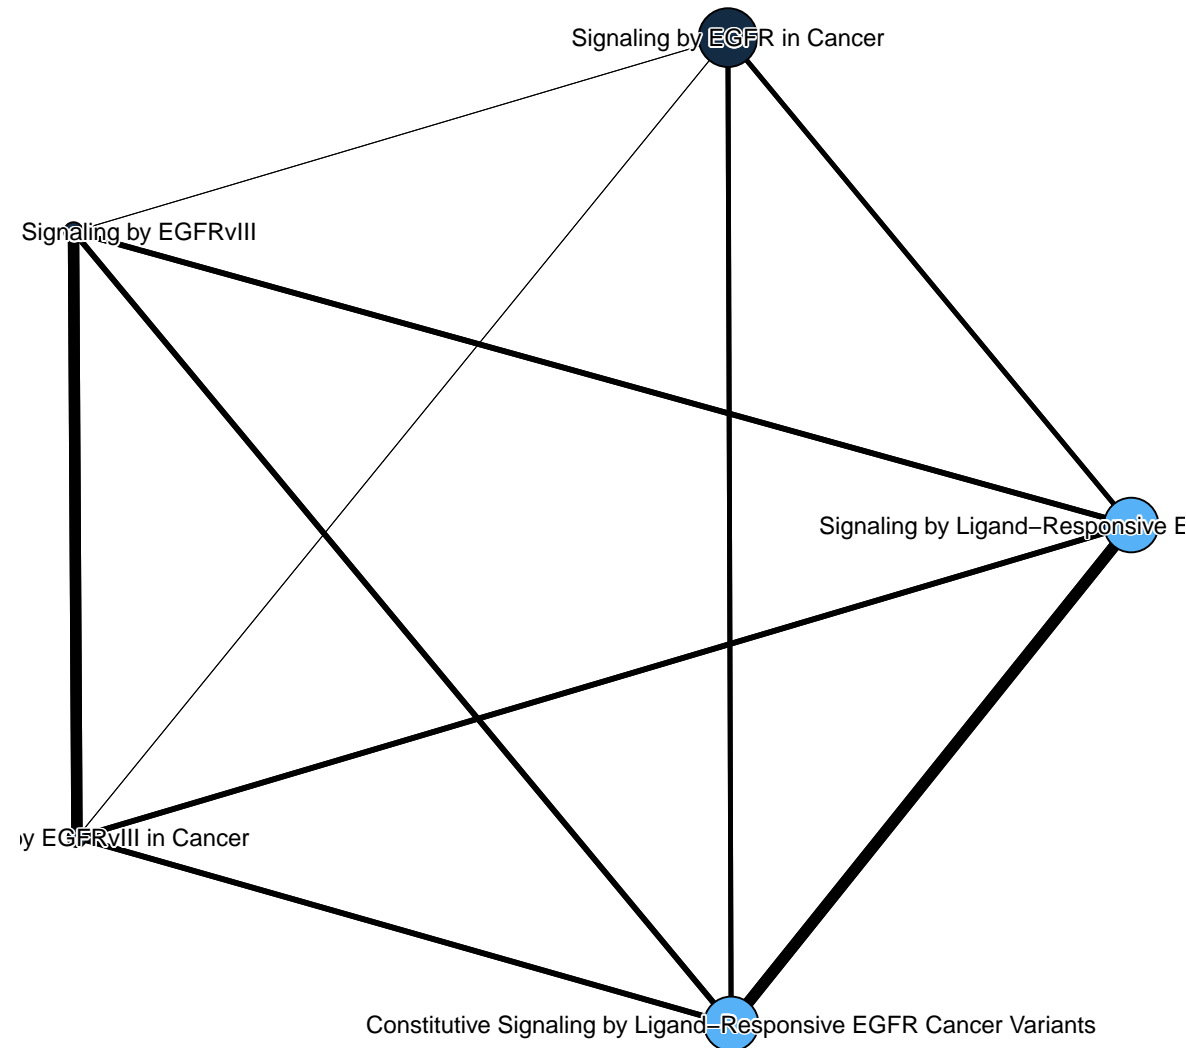 Signaling by EGFR in Cancer
Signaling by EGFRvIII
Signaling by Ligand−Responsive E
y EGFRvIII in Cancer
Constitutive Signaling by Ligand−Responsive EGFR Cancer Variants